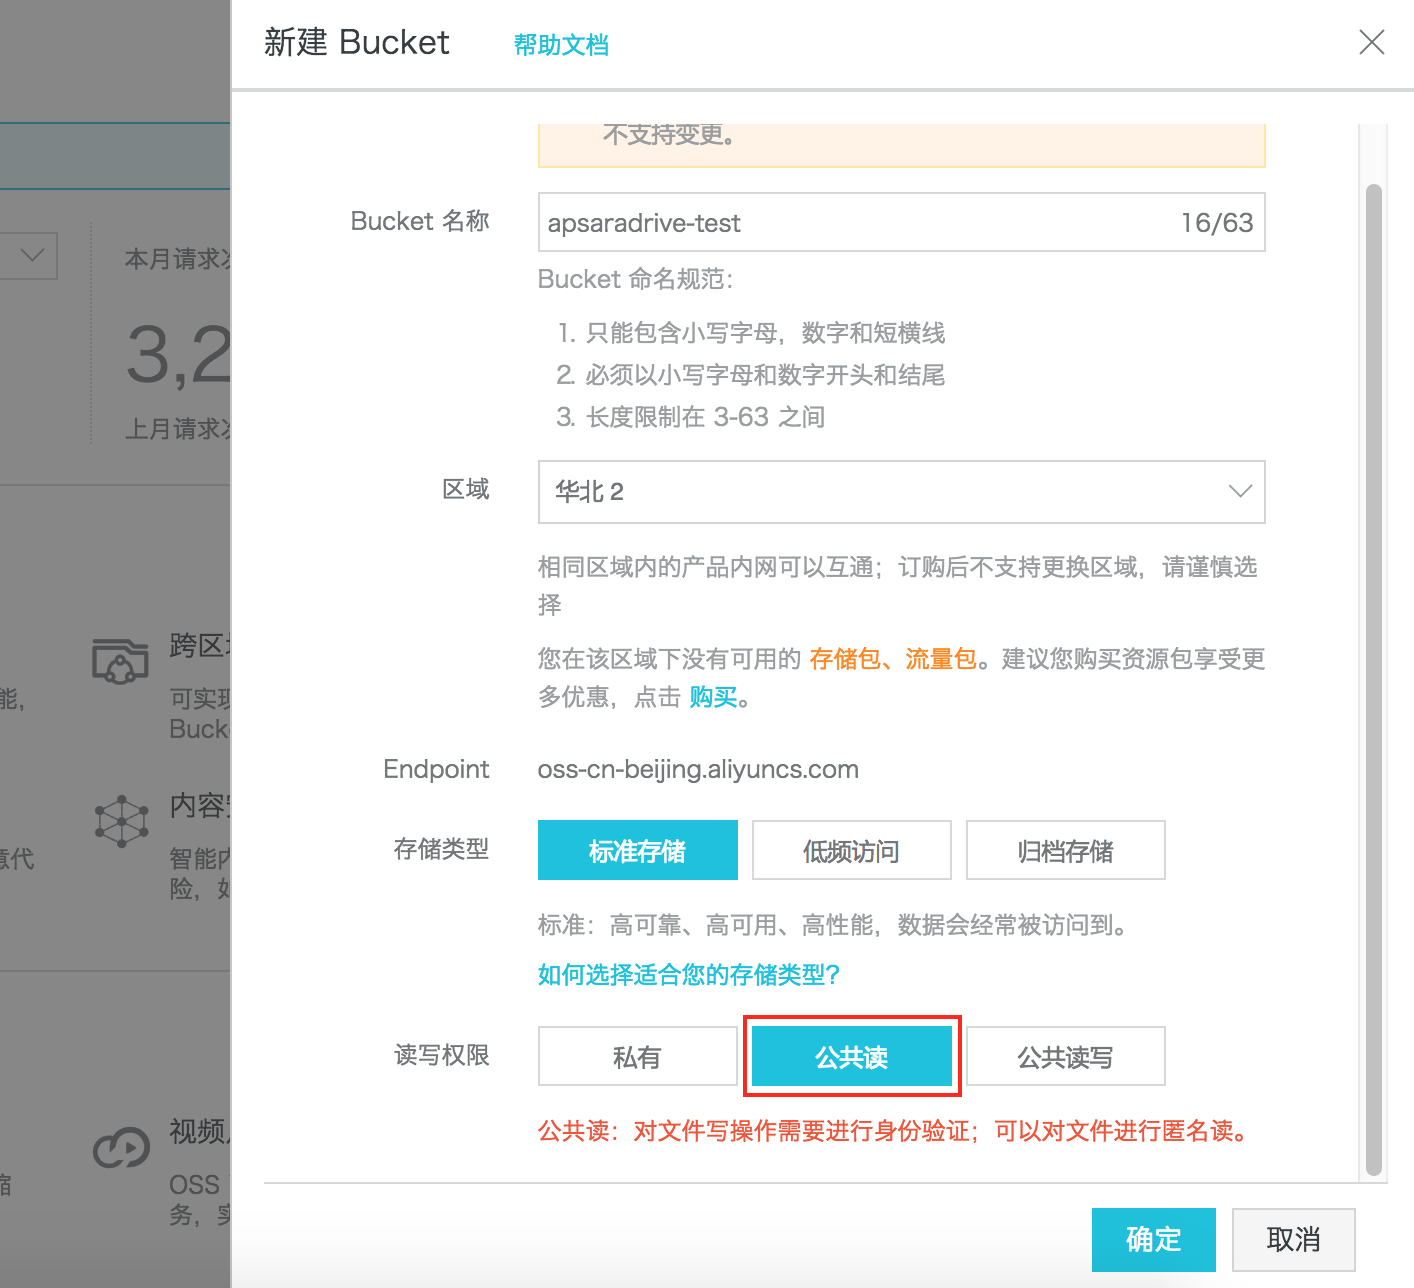 新建 Bucket 帮助文档
不支持变更。
Bucket 名称 apsaradrive-test 16/63
Bucket 命名规范：
1. 只能包含小写字母，数字和短横线
2. 必须以小写字母和数字开头和结尾
3. 长度限制在 3-63 之间
区域 华北 2
相同区域内的产品内网可以互通；订购后不支持更换区域，请谨慎选
择
您在该区域下没有可用的 存储包、流量包。建议您购买资源包享受更
多优惠，点击 购买。
Endpoint oss-cn-beijing.aliyuncs.com
存储类型 标准存储 低频访问 归档存储
标准：高可靠、高可用、高性能，数据会经常被访问到。
如何选择适合您的存储类型？
读写权限 私有 公共读 公共读写
公共读：对文件写操作需要进行身份验证；可以对文件进行匿名读。
确定 取消
本月请求
3,2
上月请求
跨区
能，
可实现
Buck
内容
意代
智能内
险，如
视频
OSS
务，实